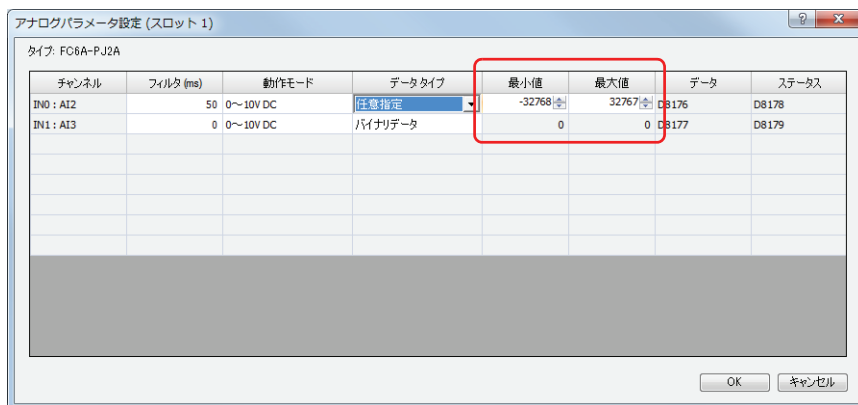 アナログパラメータ設定 (スロット 1)
タイプ: FC6A-PJ2A
チャンネル フィルタ (ms) 動作モード データタイプ 最小値 最大値 データ ステータス
IN0 : AI2 50 0～10V DC 任意指定 -32768 32767 D8176 D8178
IN1 : AI3 0 0～10V DC バイナリデータ 0 0 D8177 D8179
OK キャンセル